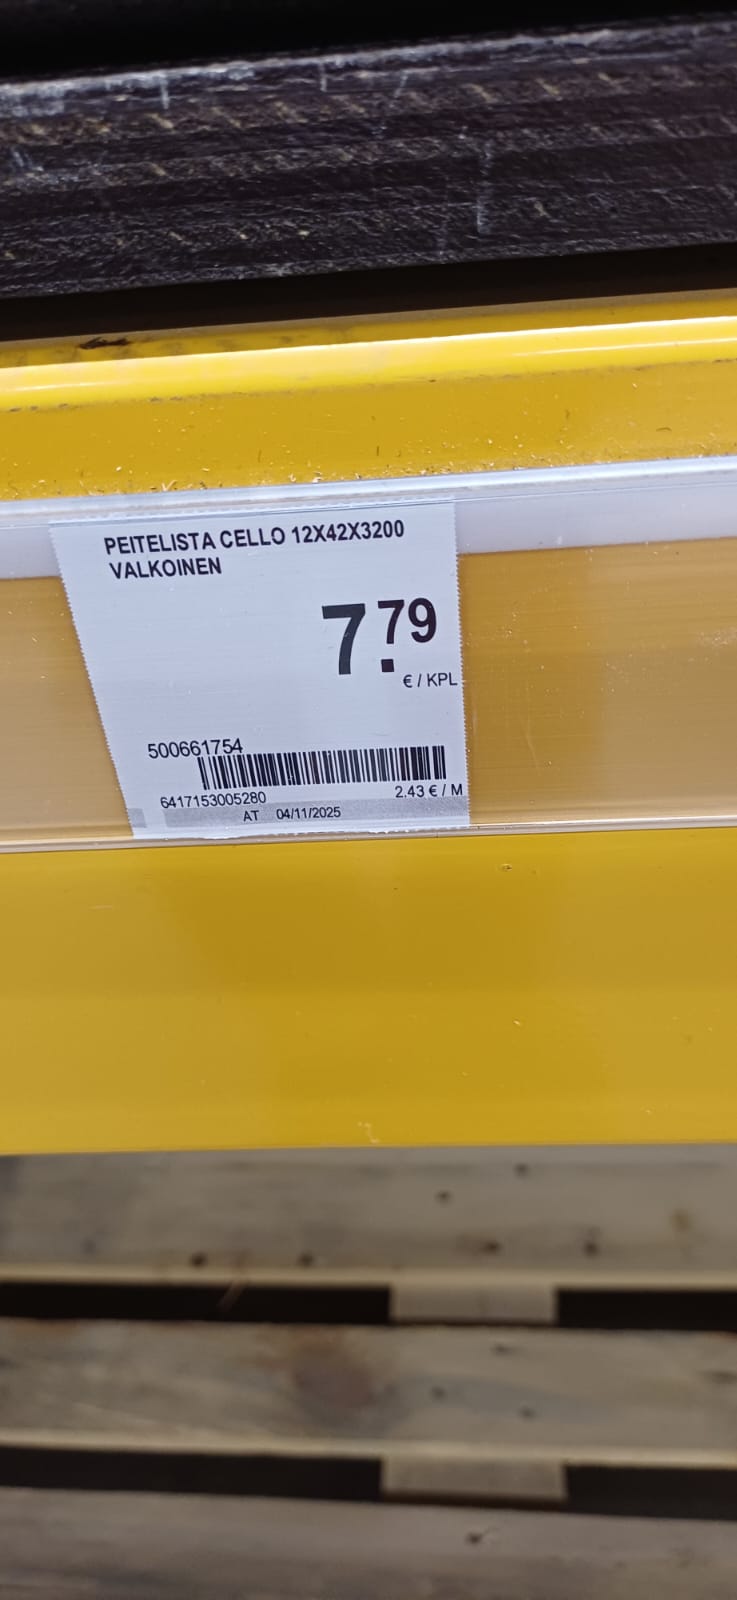 PEITELISTA CELLO 12X42X3200
VALKOINEN
7.79
€ / KPL
500661754
6417153005280
2.43 € / M
AT 04/11/2025